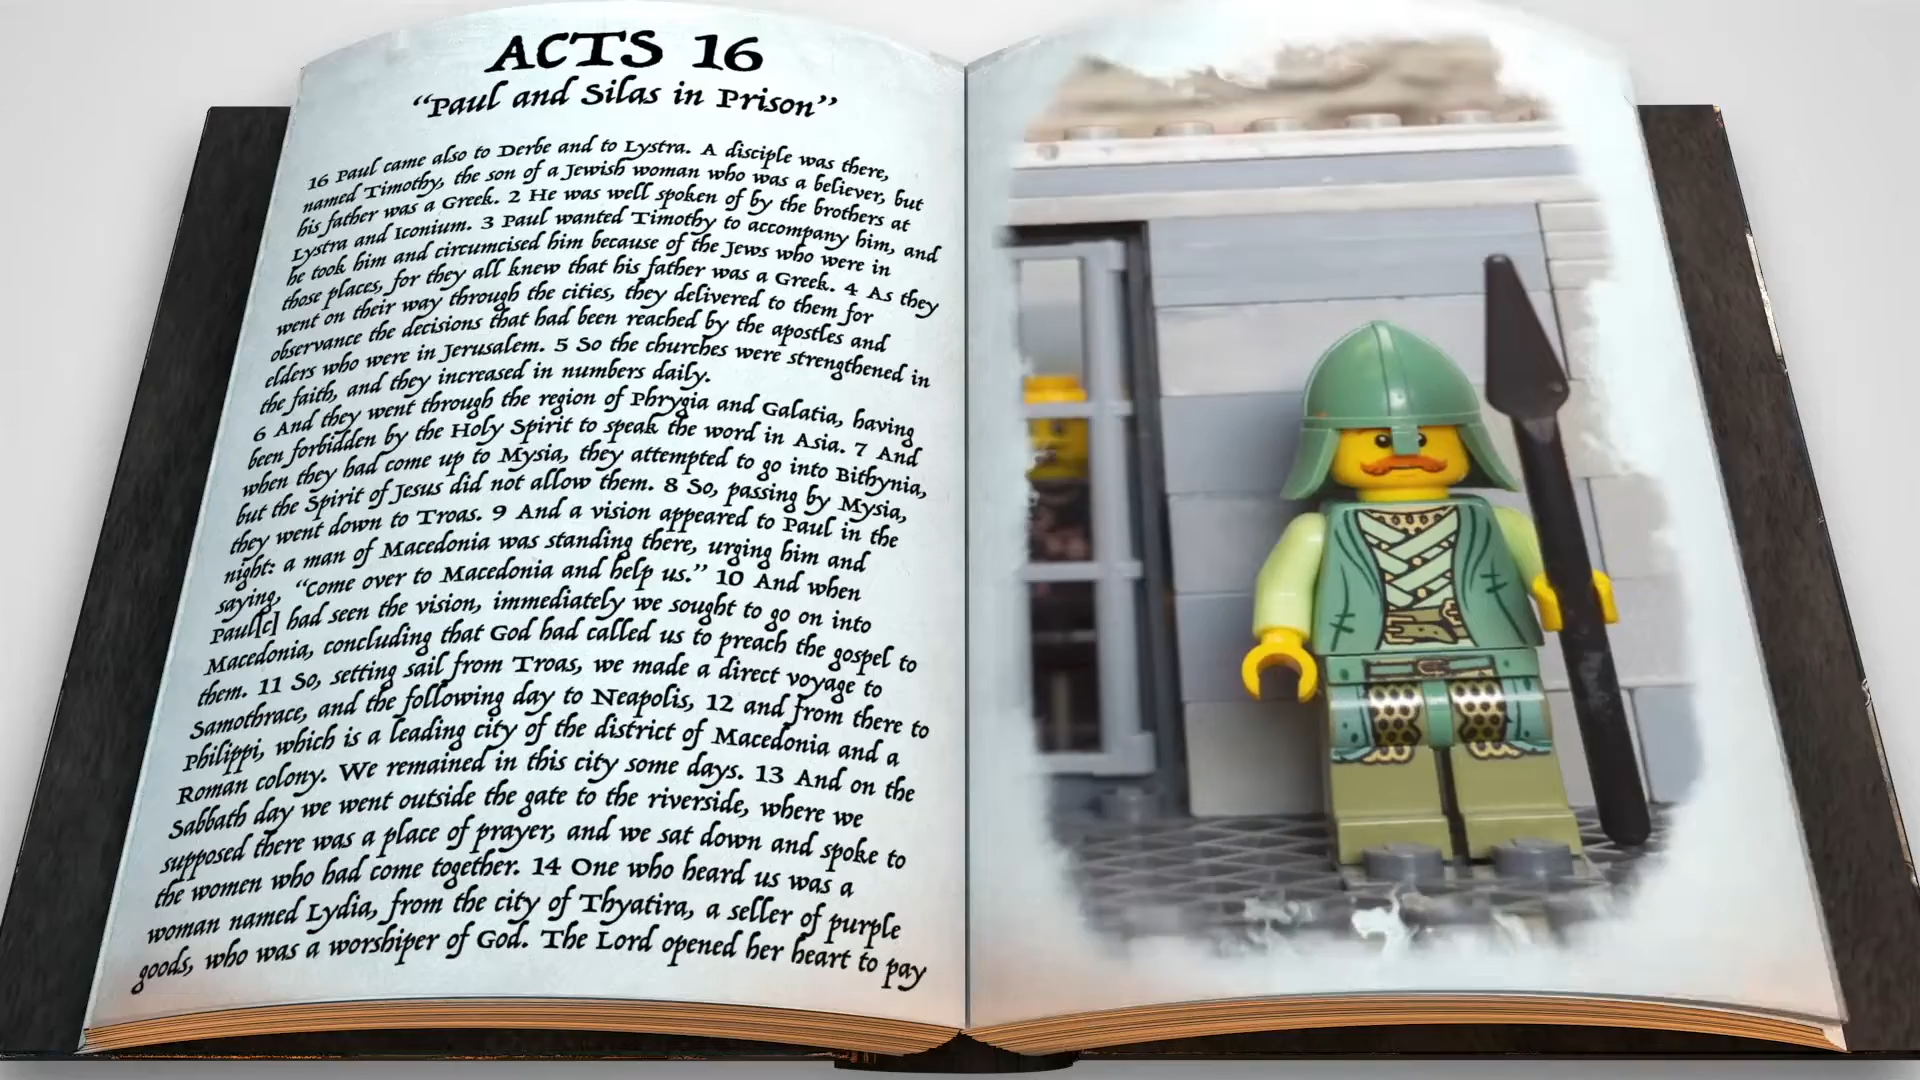 ACTS 16
“Paul and Silas in Prison”
16 Paul came also to Derbe and to Lystra. A disciple was there,
named Timothy, the son of a Jewish woman who was a believer, but
his father was a Greek. 2 He was well spoken of by the brothers at
Lystra and Iconium. 3 Paul wanted Timothy to accompany him, and
he took him and circumcised him because of the Jews who were in
those places, for they all knew that his father was a Greek. 4 As they
went on their way through the cities, they delivered to them for
observance the decisions that had been reached by the apostles and
elders who were in Jerusalem. 5 So the churches were strengthened in
the faith, and they increased in numbers daily.
6 And they went through the region of Phrygia and Galatia, having
been forbidden by the Holy Spirit to speak the word in Asia. 7 And
when they had come up to Mysia, they attempted to go into Bithynia,
but the Spirit of Jesus did not allow them. 8 So, passing by Mysia,
they went down to Troas. 9 And a vision appeared to Paul in the
night: a man of Macedonia was standing there, urging him and
saying, “Come over to Macedonia and help us.” 10 And when
Paul[c] had seen the vision, immediately we sought to go on into
Macedonia, concluding that God had called us to preach the gospel to
them. 11 So, setting sail from Troas, we made a direct voyage to
Samothrace, and the following day to Neapolis, 12 and from there to
Philippi, which is a leading city of the district of Macedonia and a
Roman colony. We remained in this city some days. 13 And on the
Sabbath day we went outside the gate to the riverside, where we
supposed there was a place of prayer, and we sat down and spoke to
the women who had come together. 14 One who heard us was a
woman named Lydia, from the city of Thyatira, a seller of purple
goods, who was a worshiper of God. The Lord opened her heart to pay